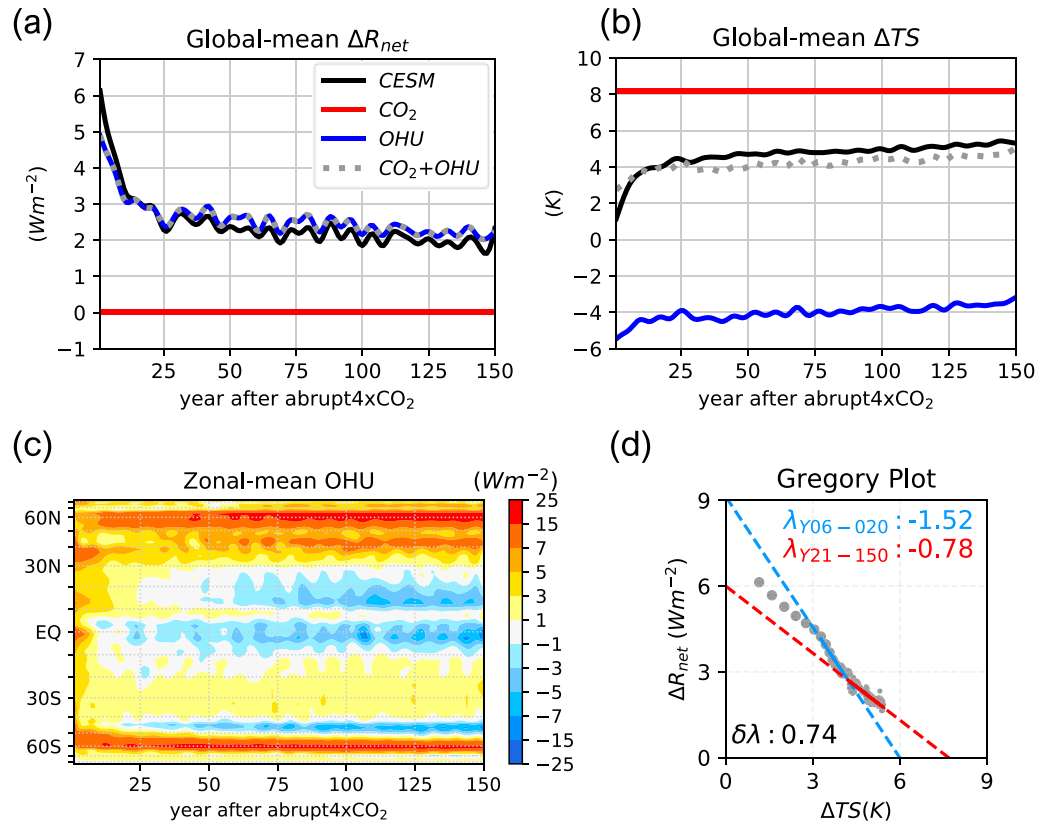 (a)
Global-mean ΔR_net
7
6
5
4
3
2
1
0
−1
(Wm⁻²)
CESM
CO₂
OHU
CO₂+OHU
25 50 75 100 125 150
year after abrupt4xCO₂
(b)
Global-mean ΔTS
10
8
6
4
2
0
−2
−4
−6
(K)
25 50 75 100 125 150
year after abrupt4xCO₂
(c)
Zonal-mean OHU
(Wm⁻²)
60N
30N
EQ
30S
60S
25 50 75 100 125 150
year after abrupt4xCO₂
25
15
7
5
3
1
−1
−3
−5
−7
−15
−25
(d)
Gregory Plot
λ_Y06−020 : -1.52
λ_Y21−150 : -0.78
9
6
3
0
ΔR_net (Wm⁻²)
δλ : 0.74
0 3 6 9
ΔTS(K)